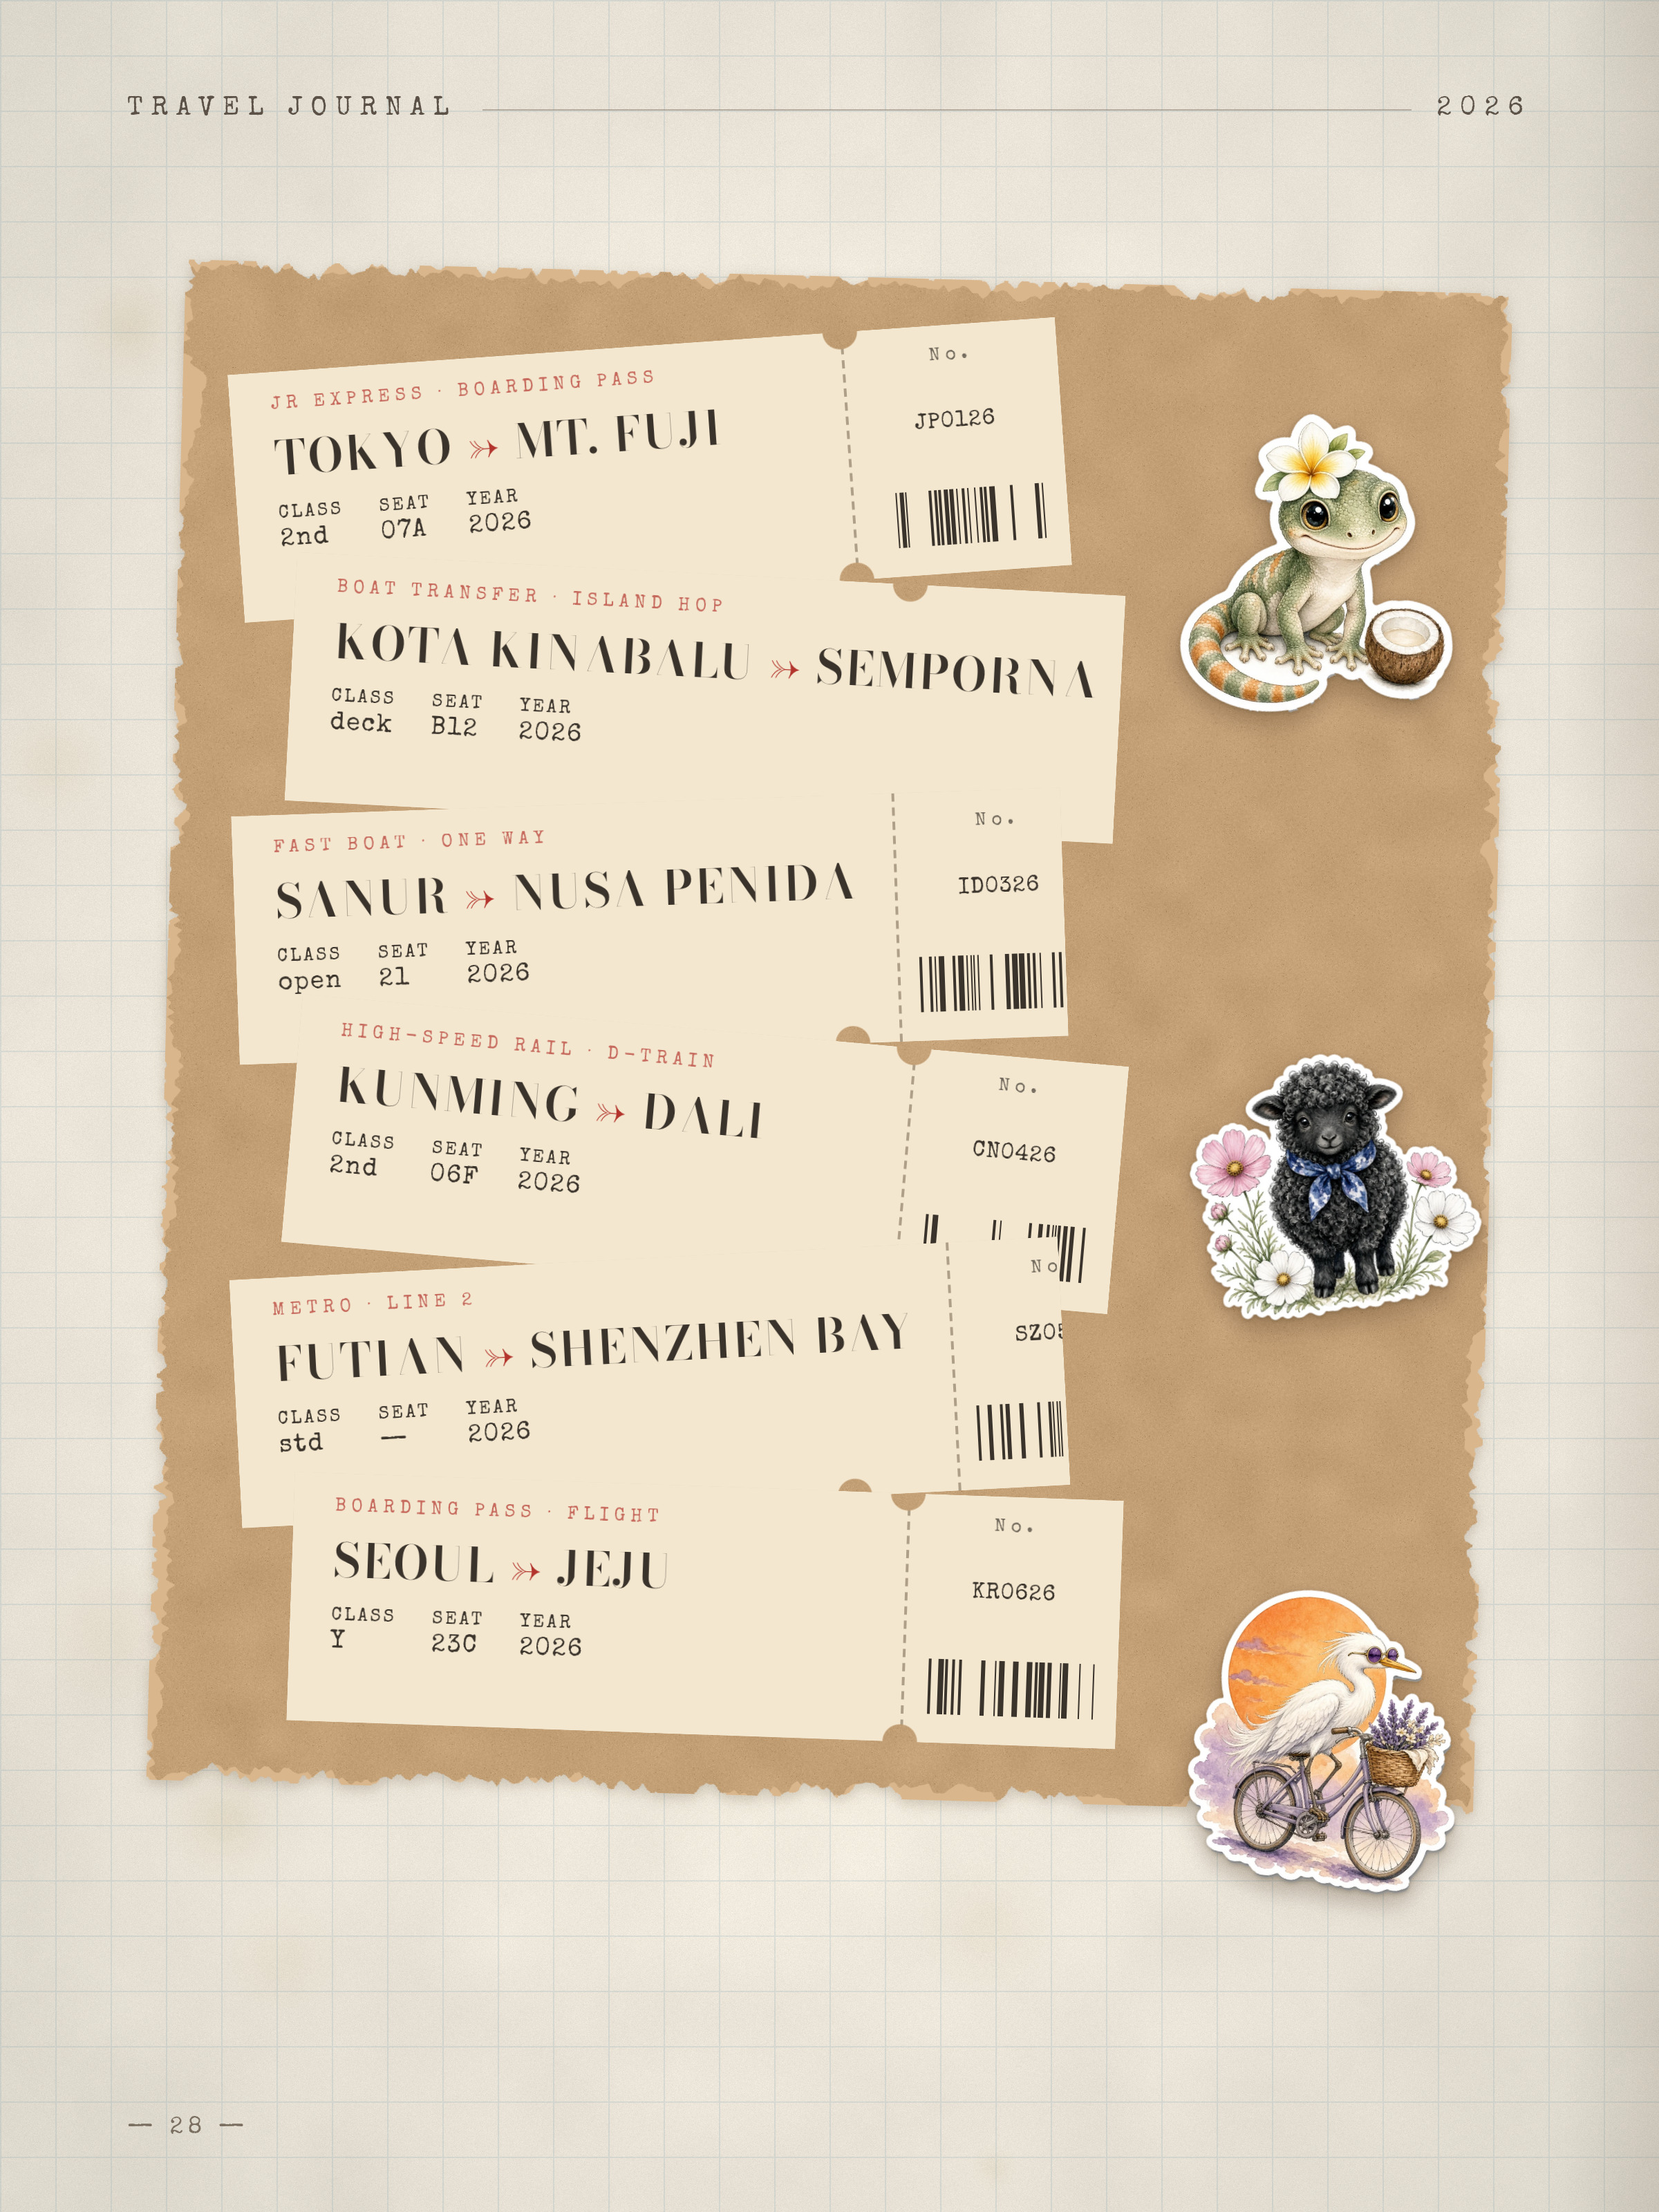 TRAVEL JOURNAL 2026
JR EXPRESS · BOARDING PASS
TOKYO ➳ MT. FUJI
CLASS SEAT YEAR
2nd 07A 2026
No.
JP0126
BOAT TRANSFER · ISLAND HOP
KOTA KINABALU ➳ SEMPORNA
CLASS SEAT YEAR
deck B12 2026
FAST BOAT · ONE WAY
SANUR ➳ NUSA PENIDA
CLASS SEAT YEAR
open 21 2026
No.
ID0326
HIGH-SPEED RAIL · D-TRAIN
KUNMING ➳ DALI
CLASS SEAT YEAR
2nd 06F 2026
No.
CN0426
METRO · LINE 2
FUTIAN ➳ SHENZHEN BAY
CLASS SEAT YEAR
std — 2026
No
SZ05
BOARDING PASS · FLIGHT
SEOUL ➳ JEJU
CLASS SEAT YEAR
Y 23C 2026
No.
KR0626
— 28 —